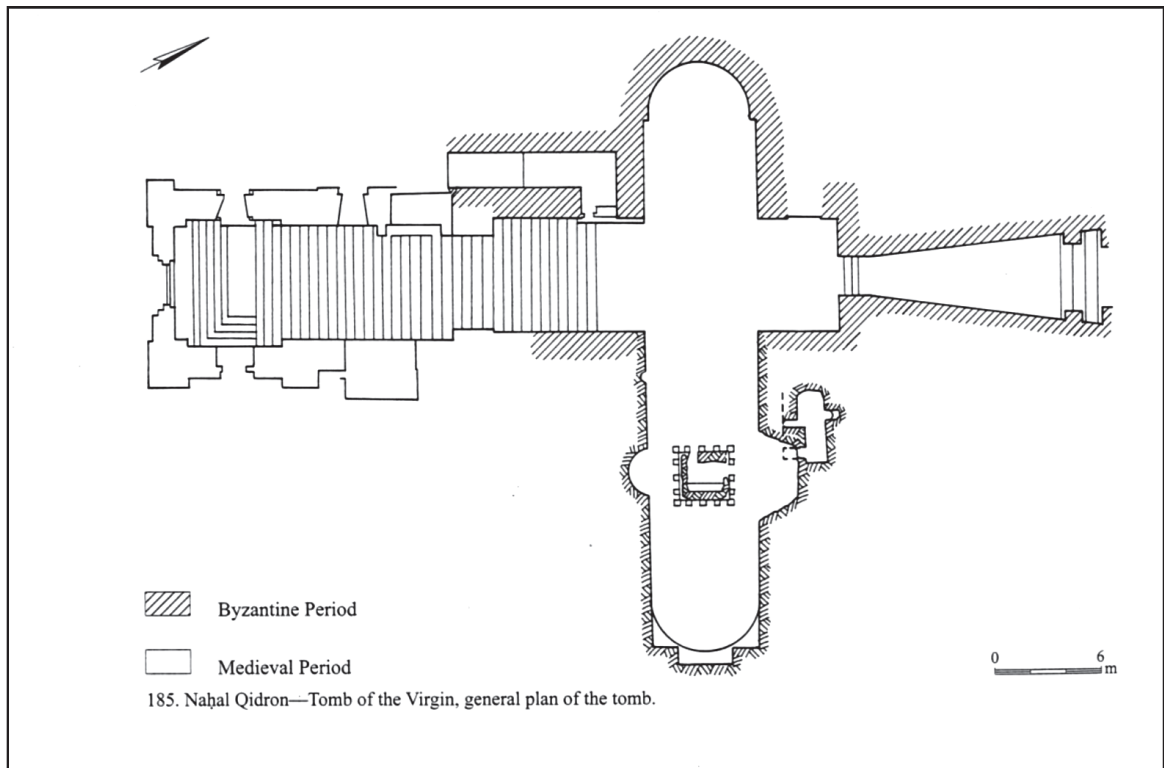 Byzantine Period
Medieval Period
0 6
m
185. Naḥal Qidron—Tomb of the Virgin, general plan of the tomb.